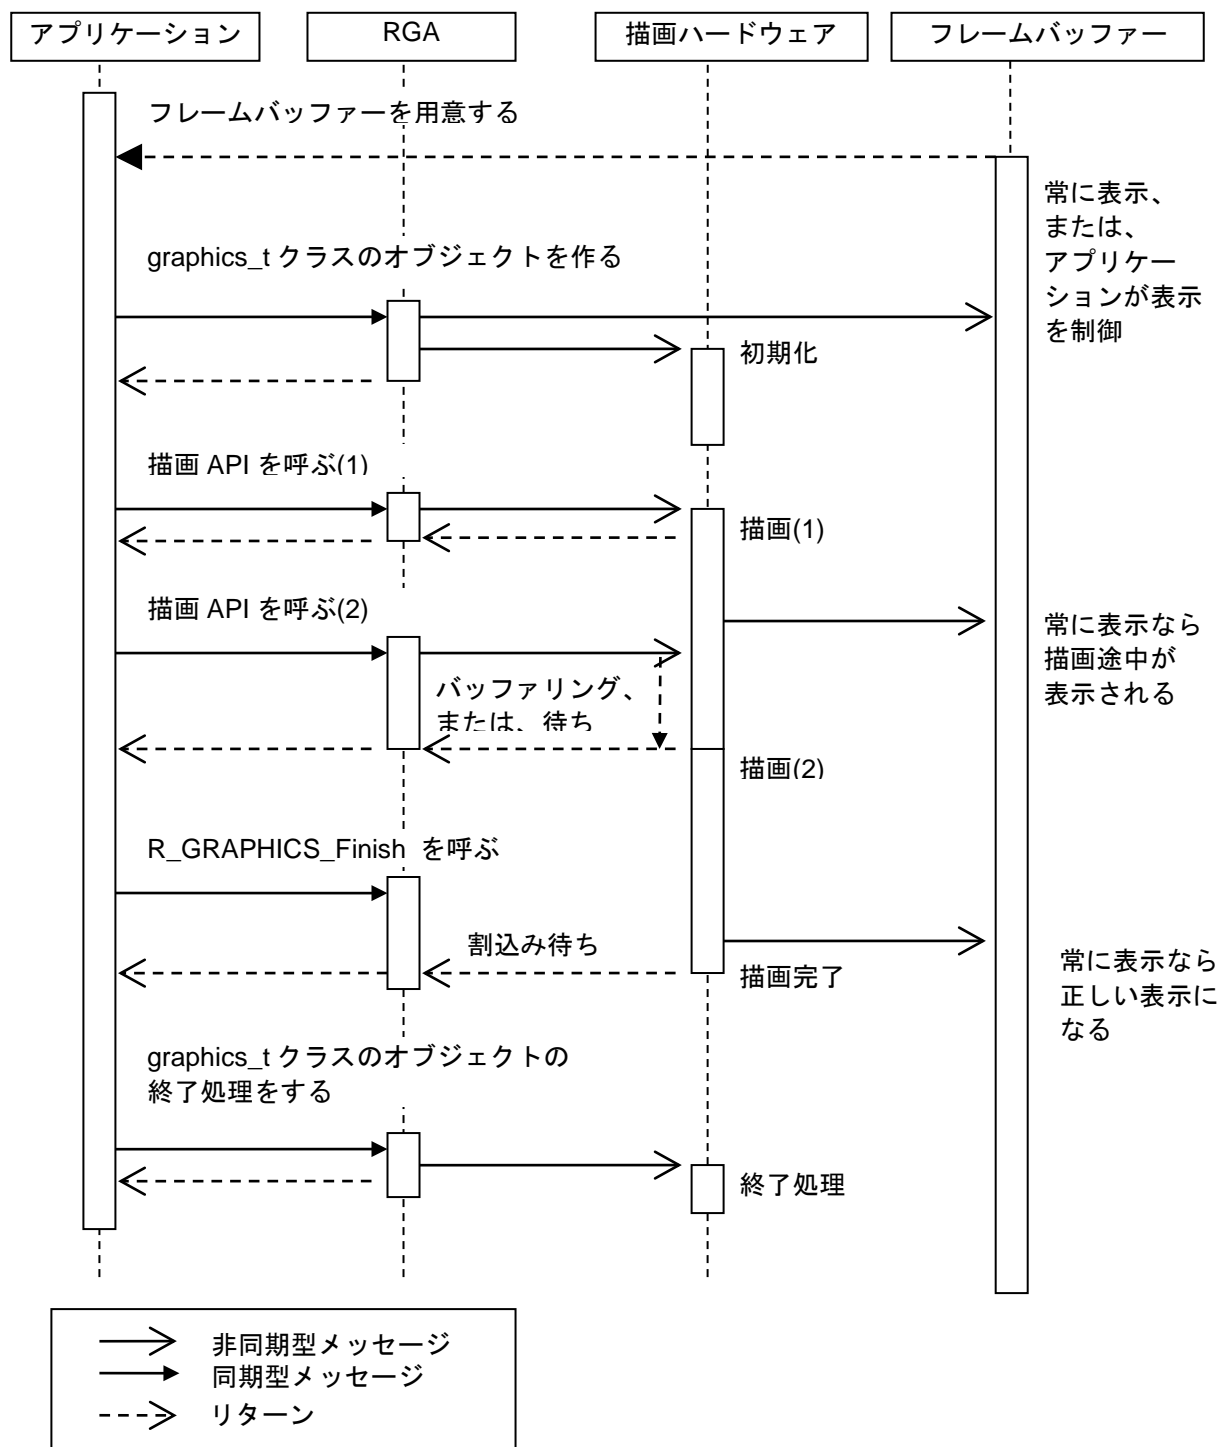 アプリケーション
RGA
描画ハードウェア
フレームバッファー
フレームバッファーを用意する
常に表示、
または、
アプリケー
ションが表示
を制御
graphics_t クラスのオブジェクトを作る
初期化
描画 API を呼ぶ(1)
描画(1)
描画 API を呼ぶ(2)
常に表示なら
描画途中が
表示される
バッファリング、
または、待ち
描画(2)
R_GRAPHICS_Finish を呼ぶ
割込み待ち
描画完了
常に表示なら
正しい表示に
なる
graphics_t クラスのオブジェクトの
終了処理をする
終了処理
非同期型メッセージ
同期型メッセージ
リターン